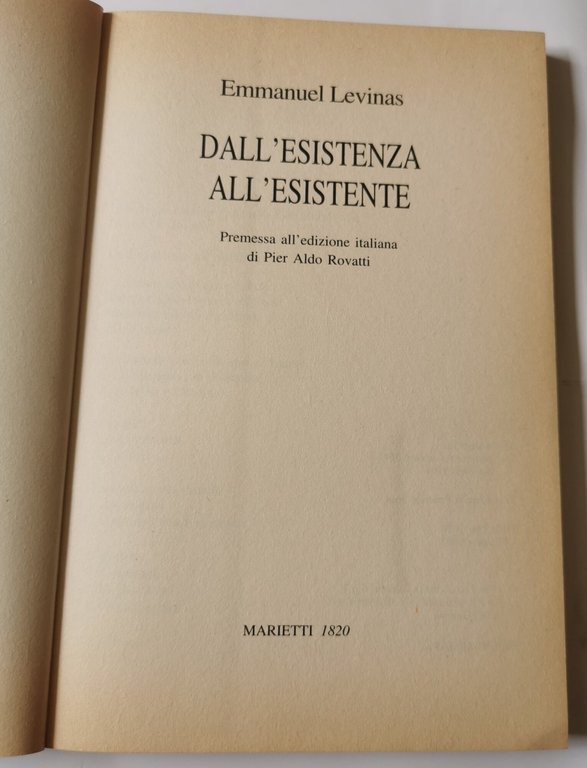 Emmanuel Levinas
DALL'ESISTENZA
ALL'ESISTENTE
Premessa all'edizione italiana
di Pier Aldo Rovatti
MARIETTI 1820